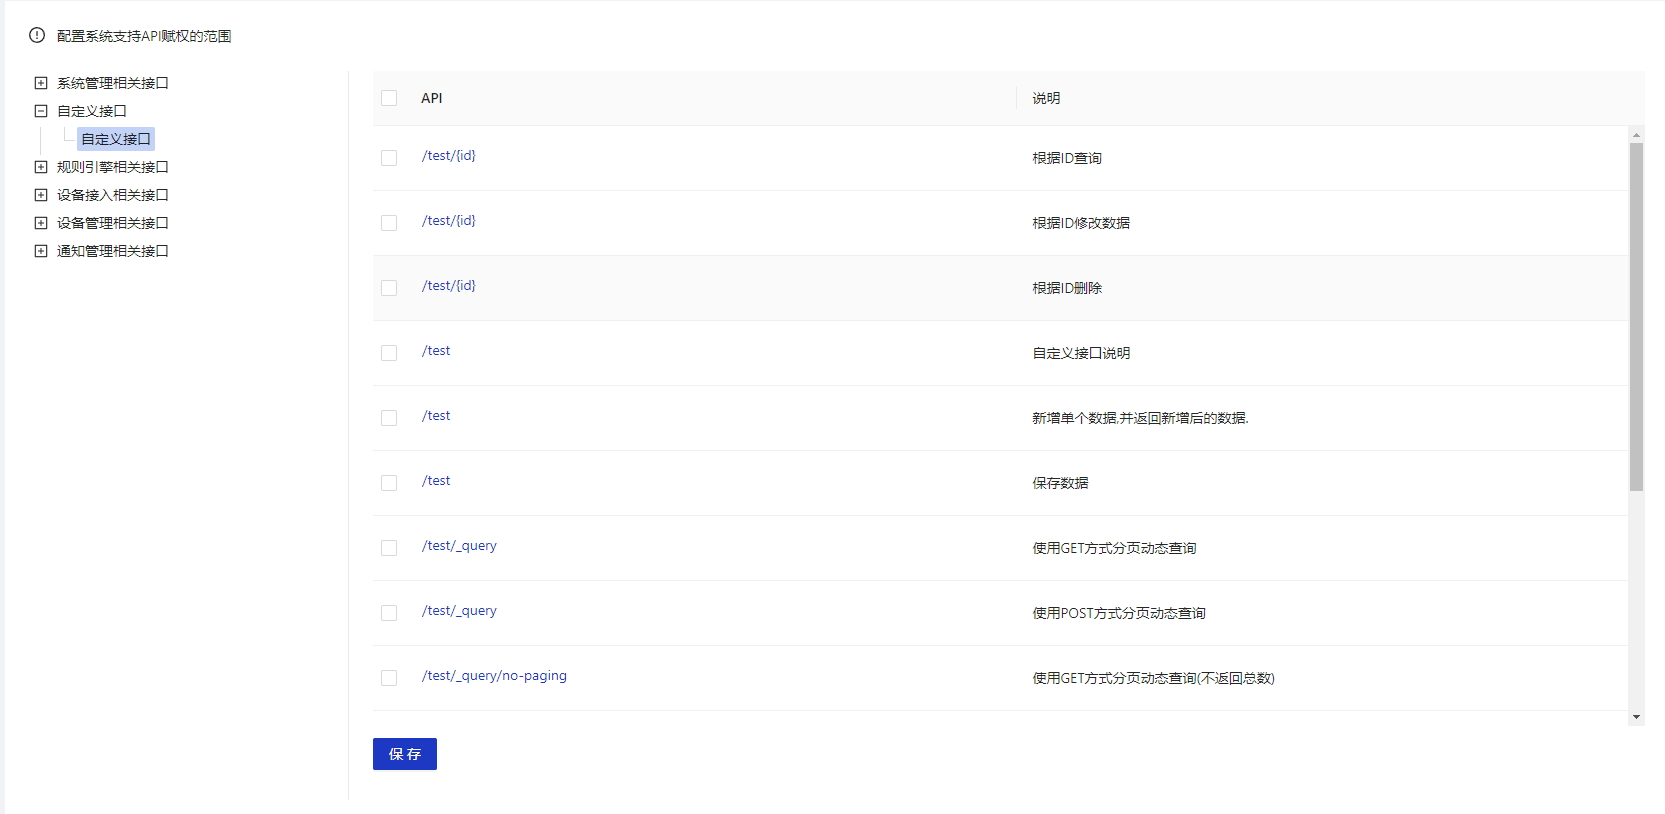 配置系统支持API赋权的范围
系统管理相关接口
自定义接口
自定义接口
规则引擎相关接口
设备接入相关接口
设备管理相关接口
通知管理相关接口
API 说明
/test/{id} 根据ID查询
/test/{id} 根据ID修改数据
/test/{id} 根据ID删除
/test 自定义接口说明
/test 新增单个数据,并返回新增后的数据.
/test 保存数据
/test/_query 使用GET方式分页动态查询
/test/_query 使用POST方式分页动态查询
/test/_query/no-paging 使用GET方式分页动态查询(不返回总数)
保 存